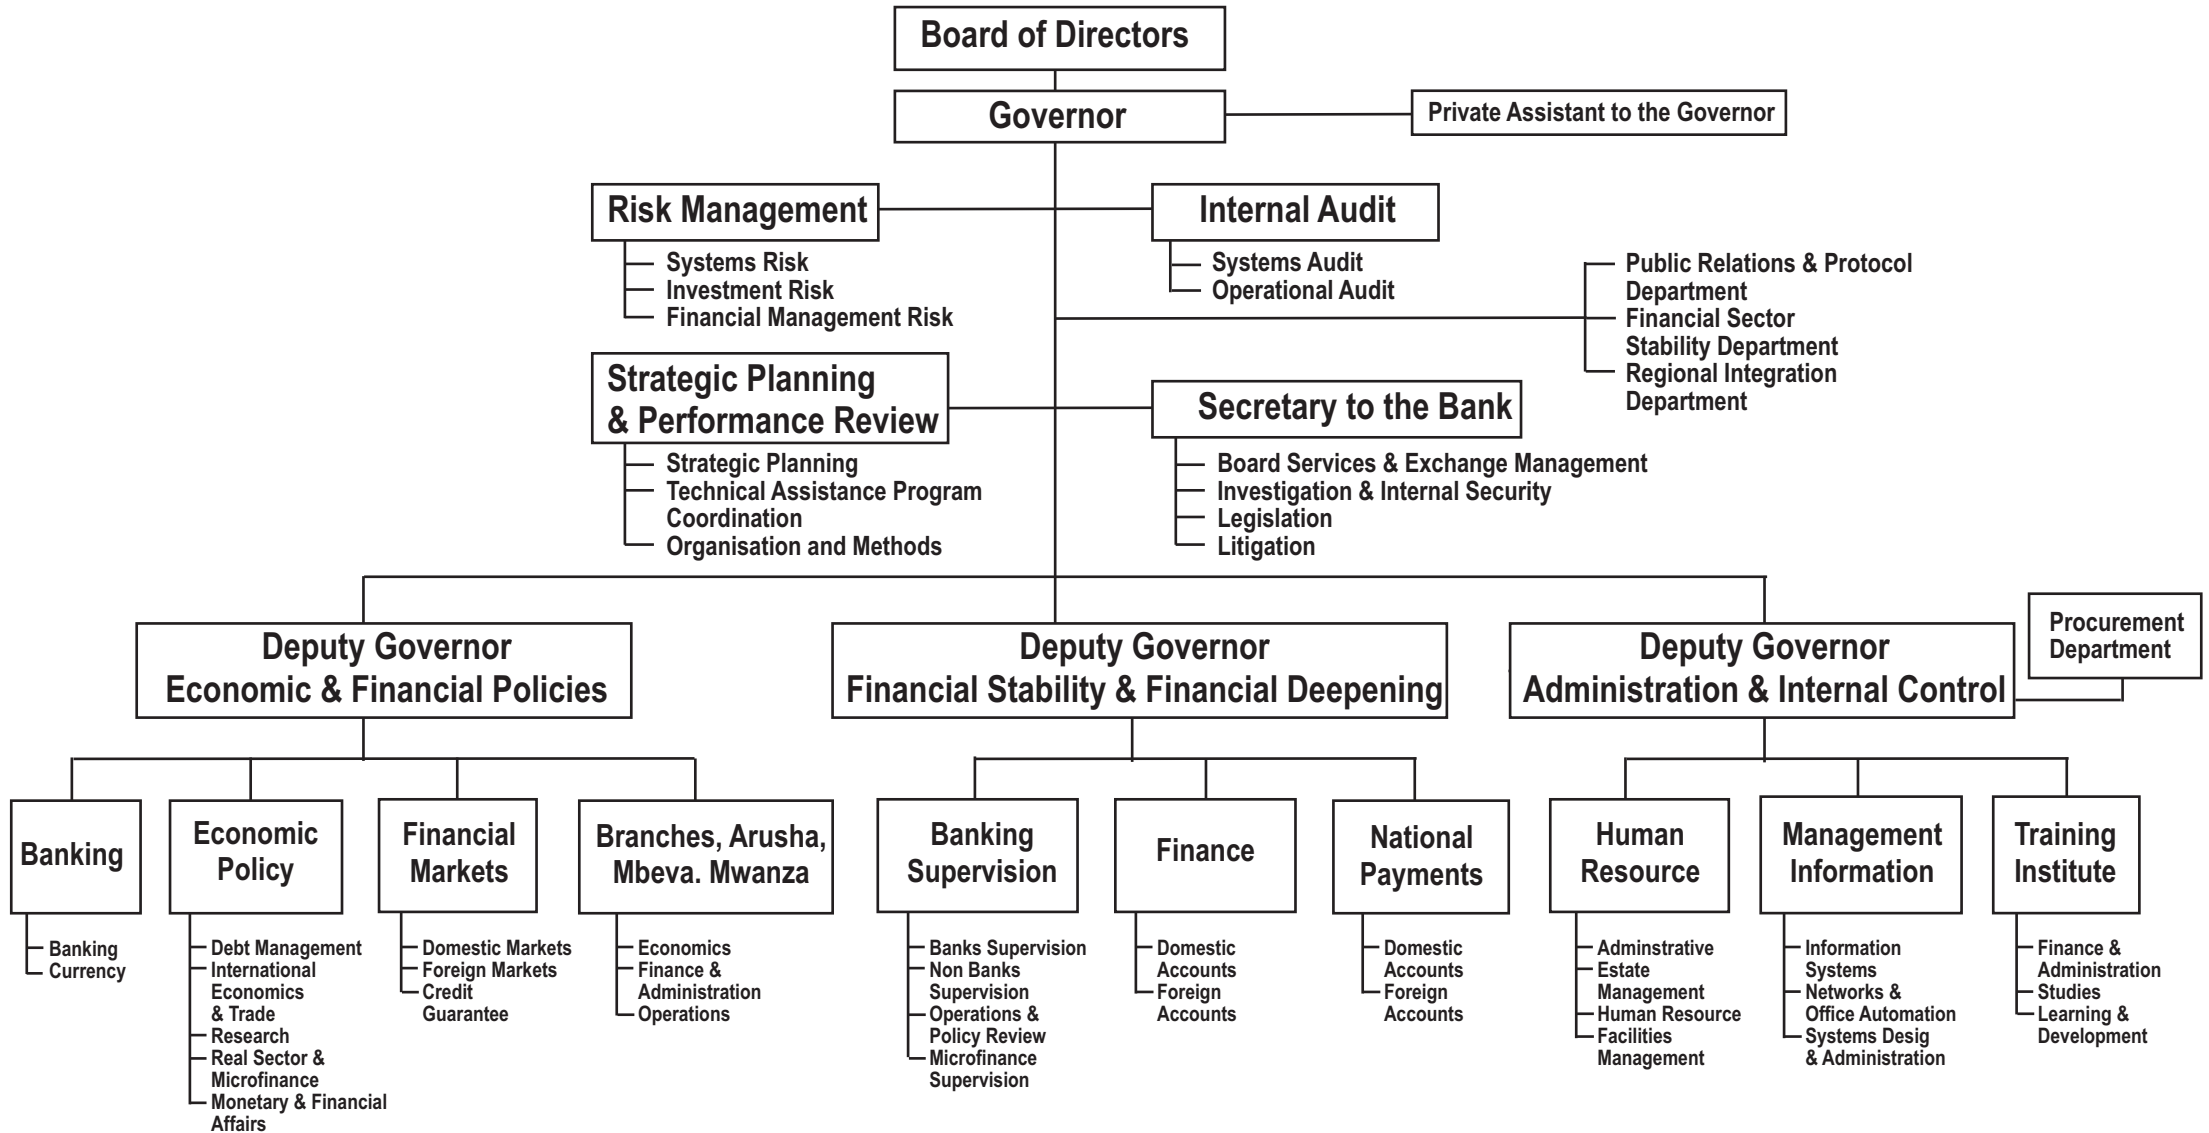 Board of Directors
Governor
Private Assistant to the Governor
Risk Management
Systems Risk
Investment Risk
Financial Management Risk
Internal Audit
Systems Audit
Operational Audit
Public Relations & Protocol
Department
Financial Sector
Stability Department
Regional Integration
Department
Strategic Planning
& Performance Review
Strategic Planning
Technical Assistance Program
Coordination
Organisation and Methods
Secretary to the Bank
Board Services & Exchange Management
Investigation & Internal Security
Legislation
Litigation
Deputy Governor
Economic & Financial Policies
Deputy Governor
Financial Stability & Financial Deepening
Deputy Governor
Administration & Internal Control
Procurement
Department
Banking
Banking
Currency
Economic
Policy
Debt Management
International
Economics
& Trade
Research
Real Sector &
Microfinance
Monetary & Financial
Affairs
Financial
Markets
Domestic Markets
Foreign Markets
Credit
Guarantee
Branches, Arusha,
Mbeva. Mwanza
Economics
Finance &
Administration
Operations
Banking
Supervision
Banks Supervision
Non Banks
Supervision
Operations &
Policy Review
Microfinance
Supervision
Finance
Domestic
Accounts
Foreign
Accounts
National
Payments
Domestic
Accounts
Foreign
Accounts
Human
Resource
Adminstrative
Estate
Management
Human Resource
Facilities
Management
Management
Information
Information
Systems
Networks &
Office Automation
Systems Desig
& Administration
Training
Institute
Finance &
Administration
Studies
Learning &
Development